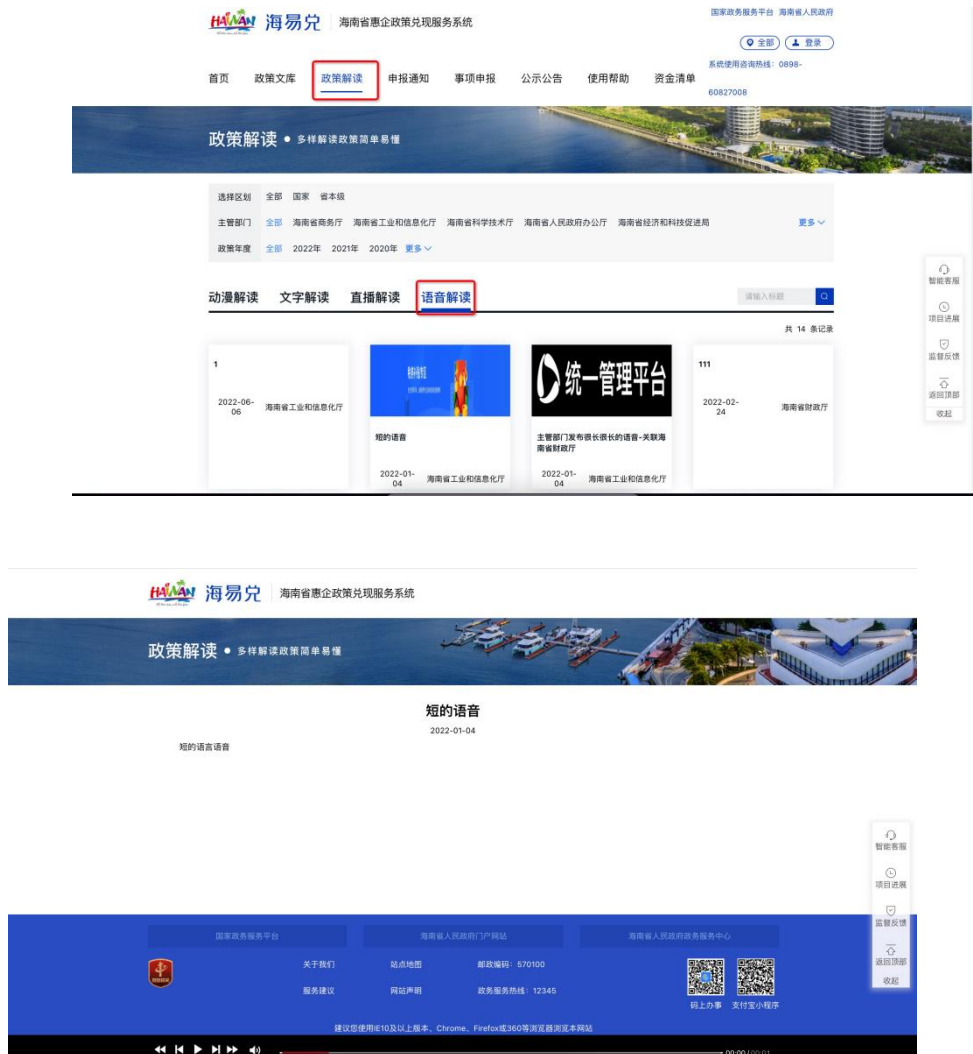 HAINAN 海易兑 海南省惠企政策兑现服务系统
国家政务服务平台 海南省人民政府
全部 登录
系统使用咨询热线：0898-
60827008
首页 政策文库 政策解读 申报通知 事项申报 公示公告 使用帮助 资金清单
政策解读 • 多样解读政策简单易懂
选择区划 全部 国家 省本级
主管部门 全部 海南省商务厅 海南省工业和信息化厅 海南省科学技术厅 海南省人民政府办公厅 海南省经济和科技促进局 更多
政策年度 全部 2022年 2021年 2020年 更多
动漫解读 文字解读 直播解读 语音解读 请输入标题
共 14 条记录
1
2022-06-
06
海南省工业和信息化厅
短的语音
2022-01-
04
海南省工业和信息化厅
统一管理平台
主管部门发布很长很长的语音-关联海
南省财政厅
2022-01-
04
海南省工业和信息化厅
111
2022-02-
24
海南省财政厅
智能客服
项目进展
监督反馈
返回顶部
收起
HAINAN 海易兑 海南省惠企政策兑现服务系统
政策解读 • 多样解读政策简单易懂
短的语音
2022-01-04
短的语言语音
智能客服
项目进展
监督反馈
返回顶部
收起
国家政务服务平台 海南省人民政府门户网站 海南省人民政府政务服务中心
关于我们 站点地图 邮政编码：570100
服务建议 网站声明 政务服务热线：12345
码上办事 支付宝小程序
建议您使用IE10及以上版本、Chrome、Firefox或360等浏览器浏览本网站
00:00 / 00:01